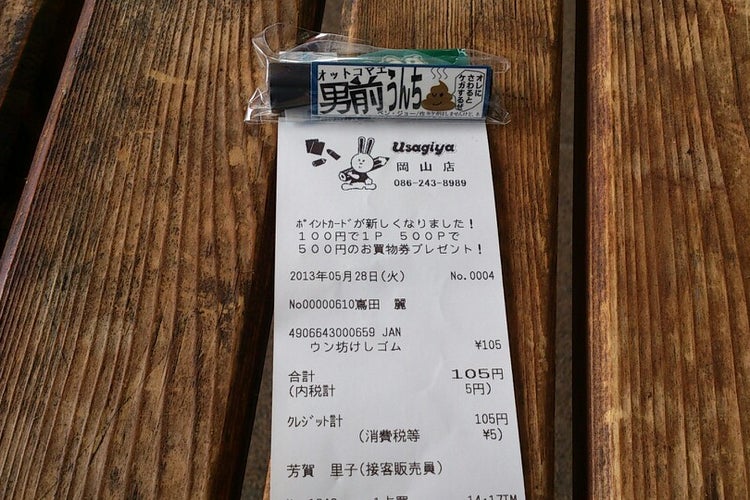 オットコマエ
男前うんち
オレに
さわると
ケガするぜ
Usagiya
岡山店
086-243-8989
ﾎﾟｲﾝﾄｶｰﾄﾞが新しくなりました！
１００円で１Ｐ ５００Ｐで
５００円のお買物券プレゼント！
2013年05月28日(火) No.0004
No00000610嶌田 麗
4906643000659 JAN
ウン坊けしゴム ¥105
合計 105円
(内税計 5円)
ｸﾚｼﾞｯﾄ計 105円
(消費税等 ¥5)
芳賀 里子(接客販売員)